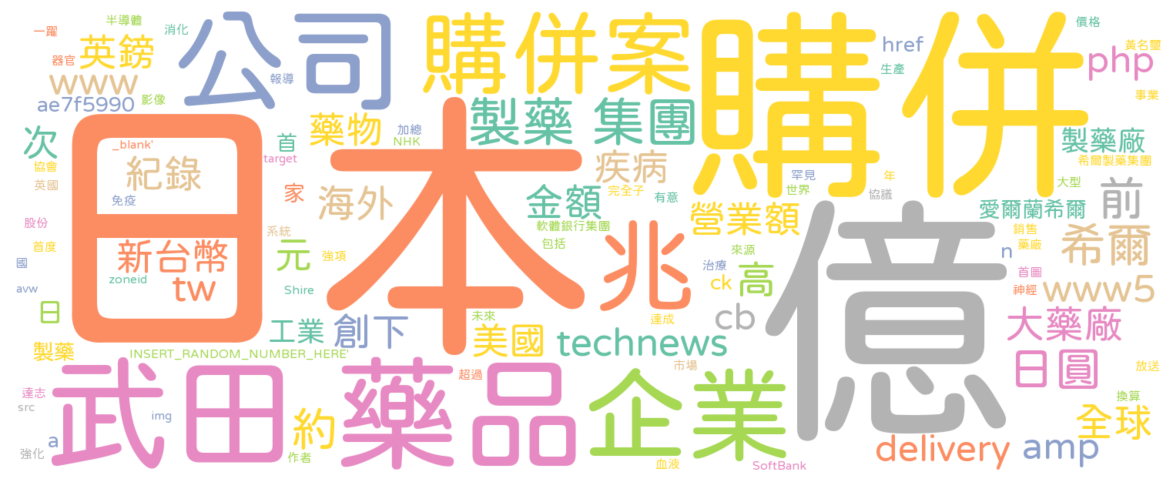 半導體
消化
一躍
英鎊
公司
購併案
購併
價格
黃名璽
器官
www
報導
href
生產
php
ae7f5990
影像
事業
次
_blank'
首
藥物
加總
NHK
製藥
集團
製藥廠
協會
紀錄
target
疾病
希爾製藥集團
英國
免疫
家
海外
完全子
有意
罕見
世界
年
協議
大型
前
日本
金額
股份
營業額
愛爾蘭希爾
軟體銀行集團
系統
包括
首度
新台幣
元
強項
兆
來源
億
n
銷售
藥廠
希爾
國
zoneid
tw
治療
ck
高
首圖
神經
www5
avw
Shire
日
工業
創下
未來
達成
cb
大藥廠
美國
technews
製藥
INSERT_RANDOM_NUMBER_HERE'
市場
日圓
放送
武田
藥品
超過
企業
達志
src
img
換算
約
全球
a
強化
作者
血液
SoftBank
delivery
amp